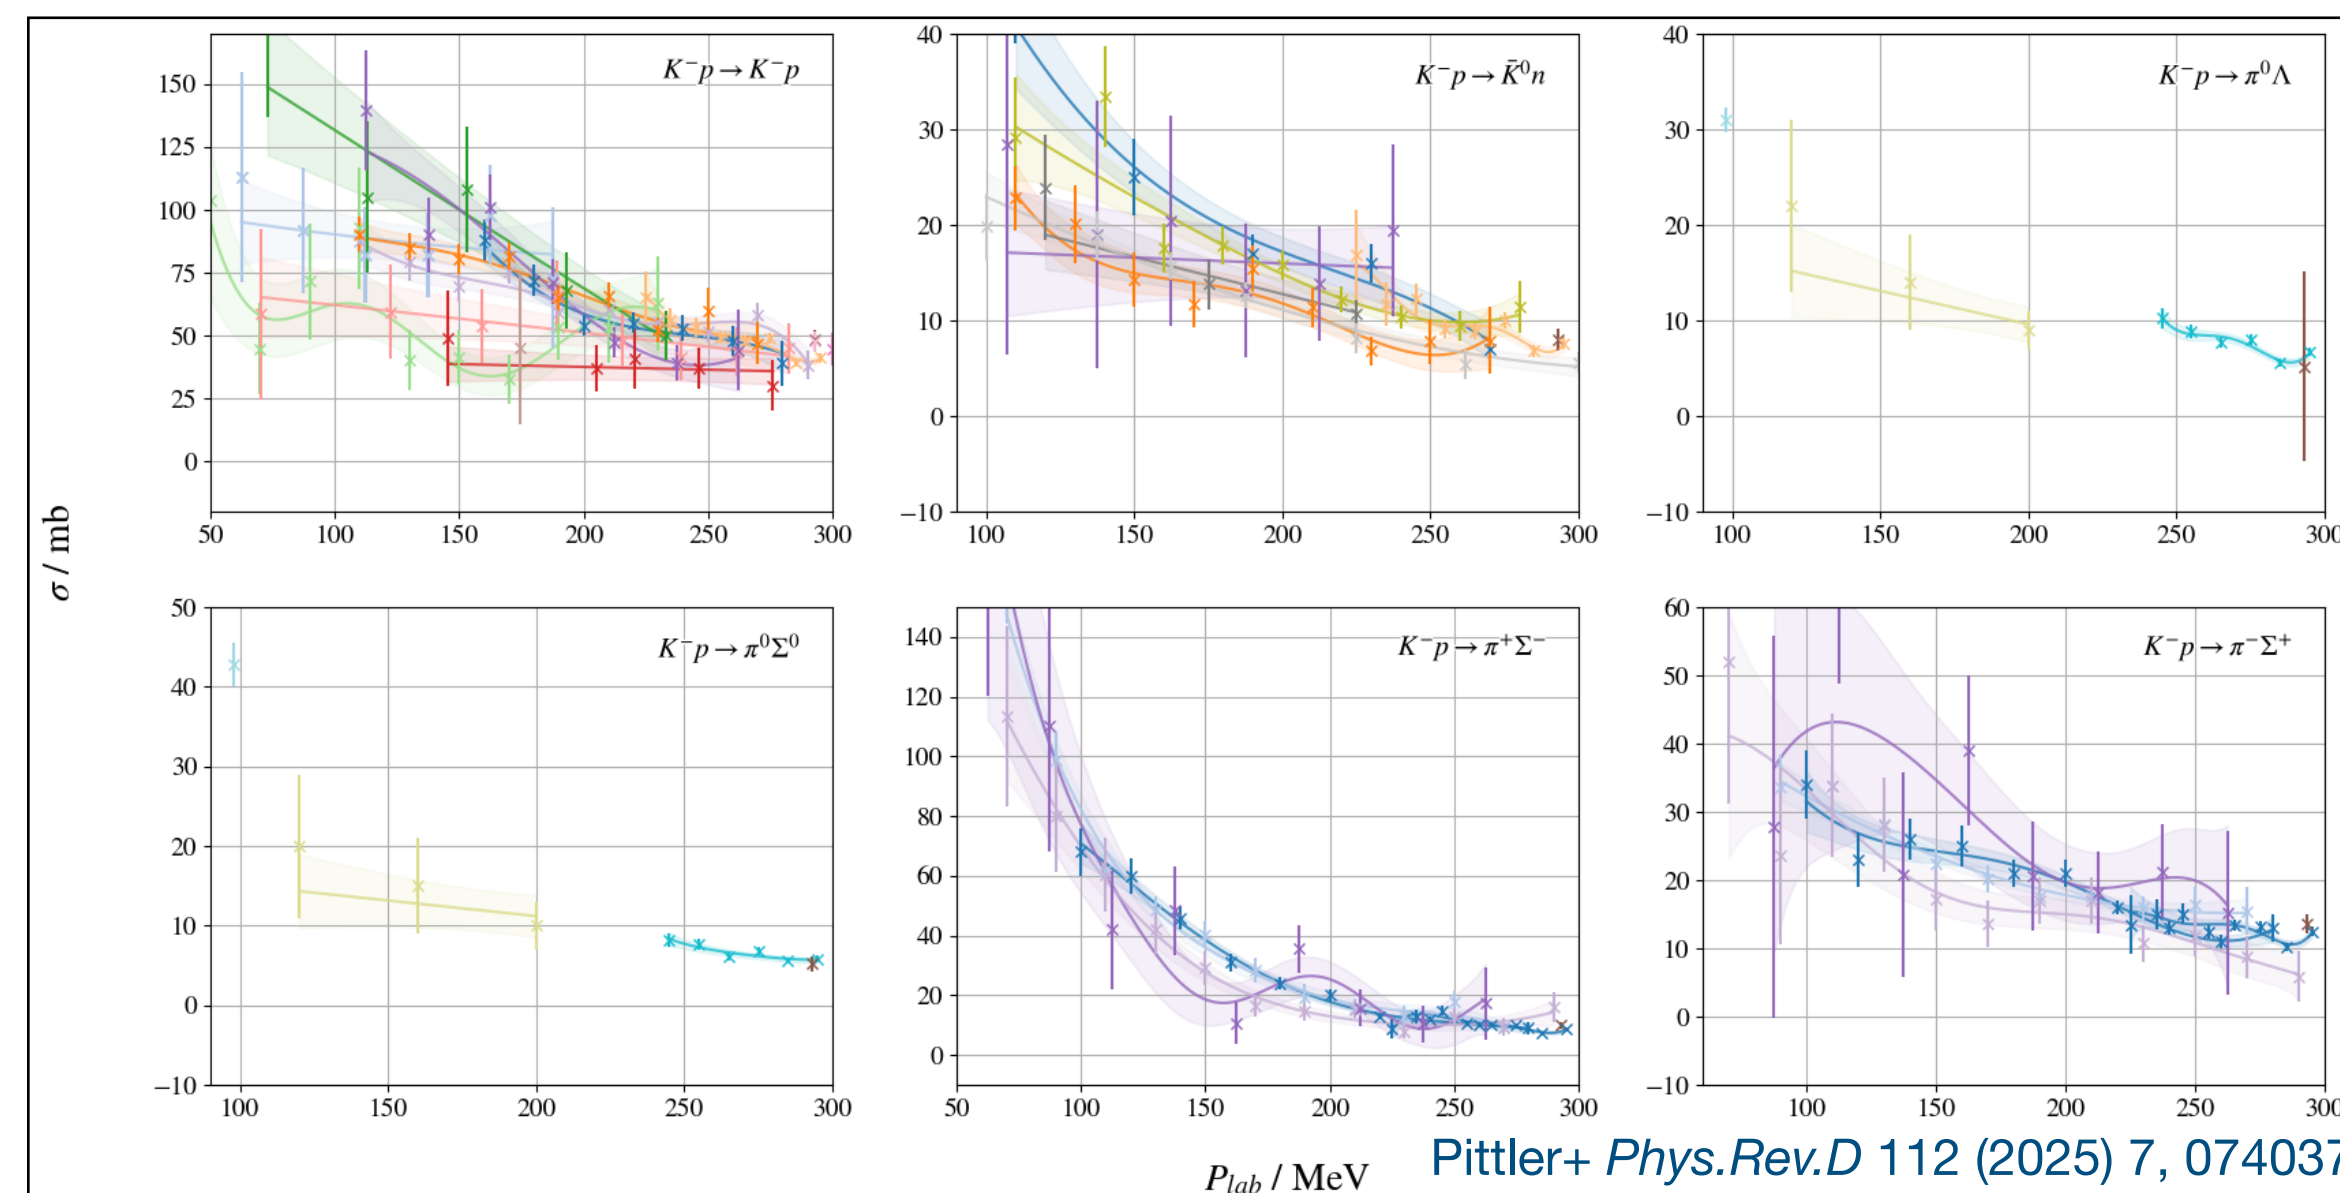 K⁻p → K⁻p
150
125
100
75
50
25
0
50 100 150 200 250 300
K⁻p → K̄⁰n
40
30
20
10
0
−10
100 150 200 250 300
K⁻p → π⁰Λ
40
30
20
10
0
−10
100 150 200 250 300
σ / mb
K⁻p → π⁰Σ⁰
50
40
30
20
10
0
−10
100 150 200 250 300
K⁻p → π⁺Σ⁻
140
120
100
80
60
40
20
0
50 100 150 200 250 300
K⁻p → π⁻Σ⁺
60
50
40
30
20
10
0
−10
100 150 200 250 300
P_lab / MeV
Pittler+ Phys.Rev.D 112 (2025) 7, 074037